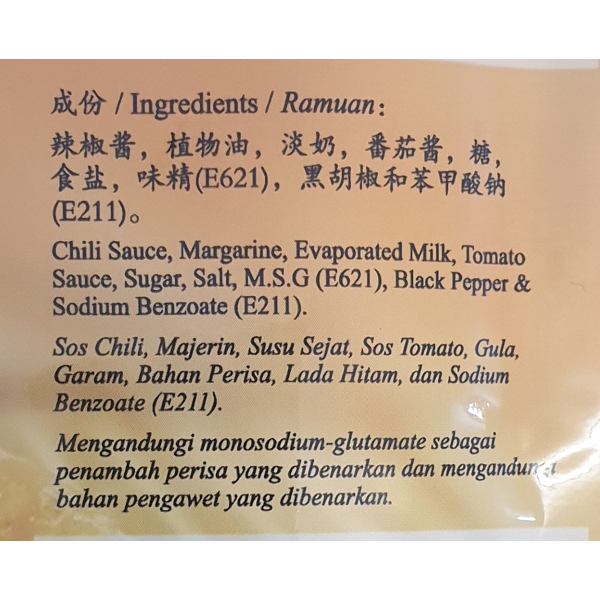 成份 / Ingredients / Ramuan:
辣椒酱，植物油，淡奶，番茄酱，糖，
食盐，味精(E621)，黑胡椒和苯甲酸钠
(E211)。
Chili Sauce, Margarine, Evaporated Milk, Tomato
Sauce, Sugar, Salt, M.S.G (E621), Black Pepper &
Sodium Benzoate (E211).
Sos Chili, Majerin, Susu Sejat, Sos Tomato, Gula,
Garam, Bahan Perisa, Lada Hitam, dan Sodium
Benzoate (E211).
Mengandungi monosodium-glutamate sebagai
penambah perisa yang dibenarkan dan mengandungi
bahan pengawet yang dibenarkan.